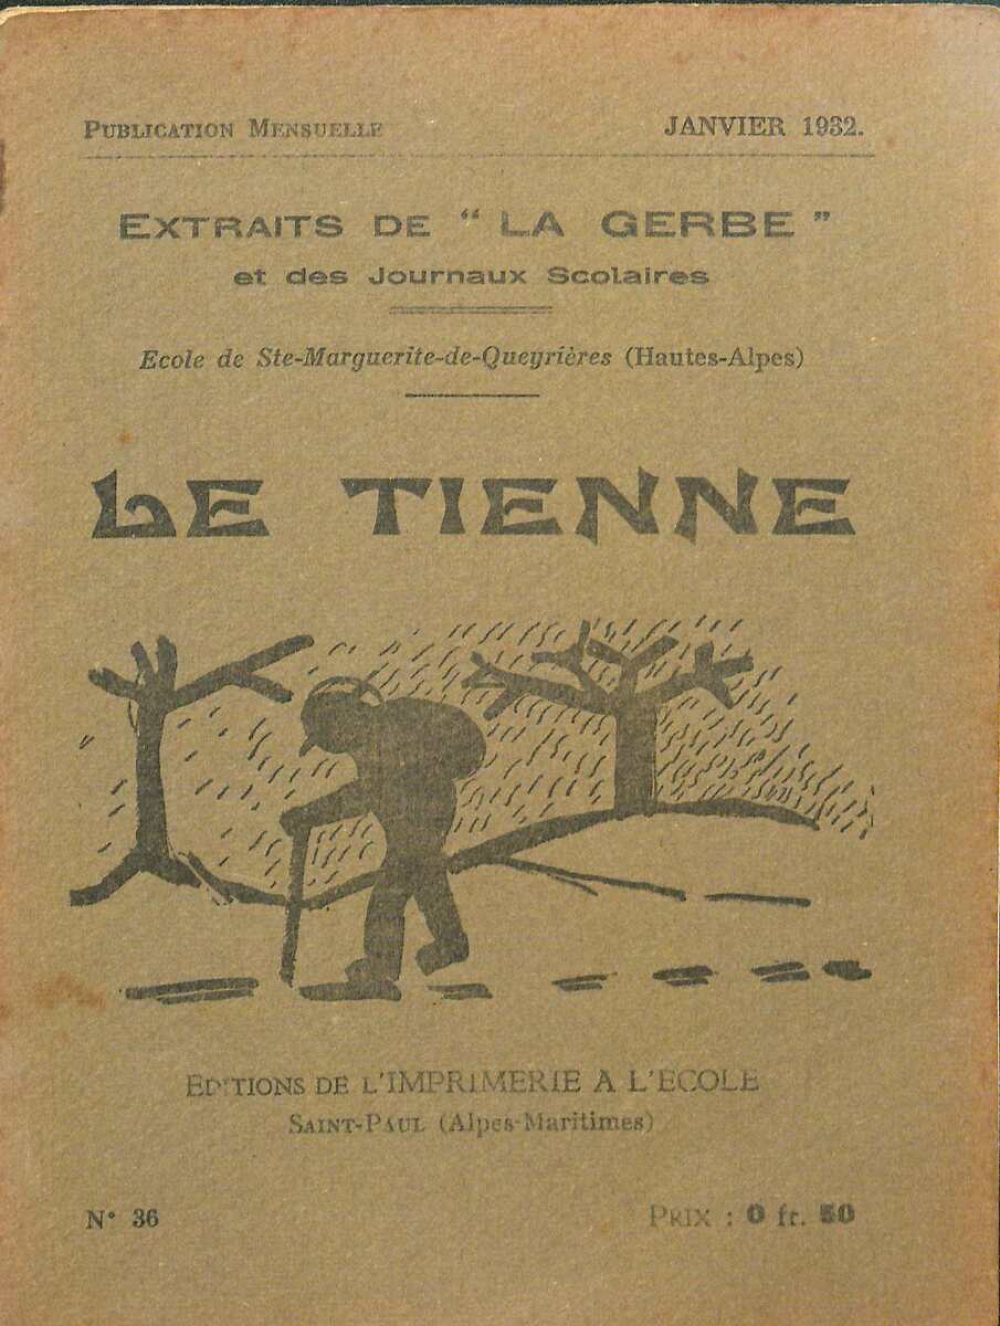 PUBLICATION MENSUELLE
JANVIER 1932.
EXTRAITS DE " LA GERBE "
et des Journaux Scolaires
Ecole de Ste-Marguerite-de-Queyrières (Hautes-Alpes)
LE TIENNE
EDITIONS DE L'IMPRIMERIE A L'ECOLE
SAINT-PAUL (Alpes-Maritimes)
N° 36
PRIX : 0 fr. 50